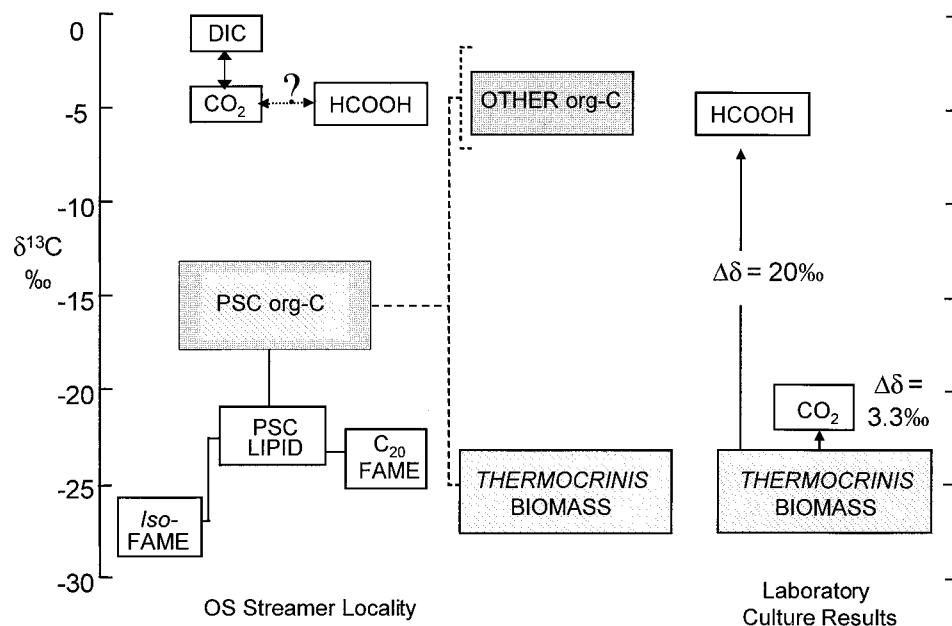 0
-5
-10
-15
-20
-25
-30
δ¹³C
‰
DIC
CO₂
?
HCOOH
OTHER org-C
PSC org-C
PSC
LIPID
C₂₀
FAME
Iso-
FAME
THERMOCRINIS
BIOMASS
OS Streamer Locality
HCOOH
Δδ = 20‰
CO₂
Δδ =
3.3‰
THERMOCRINIS
BIOMASS
Laboratory
Culture Results